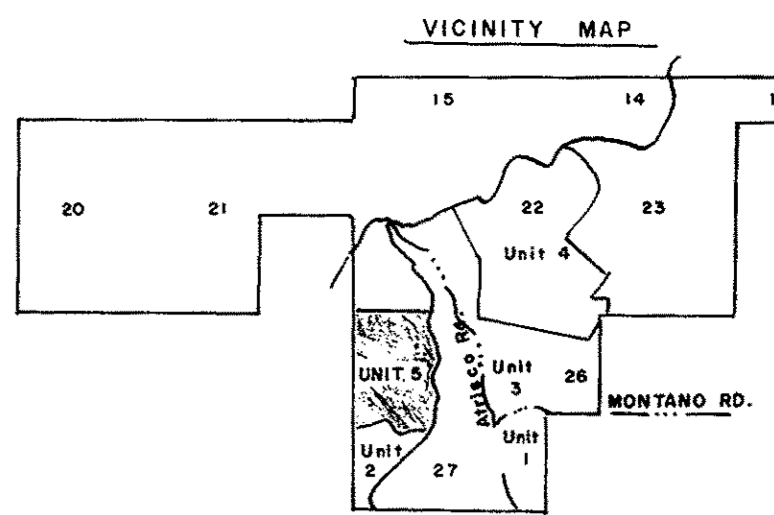 VICINITY MAP
15
14
1
20
21
22
23
Unit 4
UNIT 5
Atrisco Rd.
Unit
3
26
MONTANO RD.
Unit
2
27
Unit
1